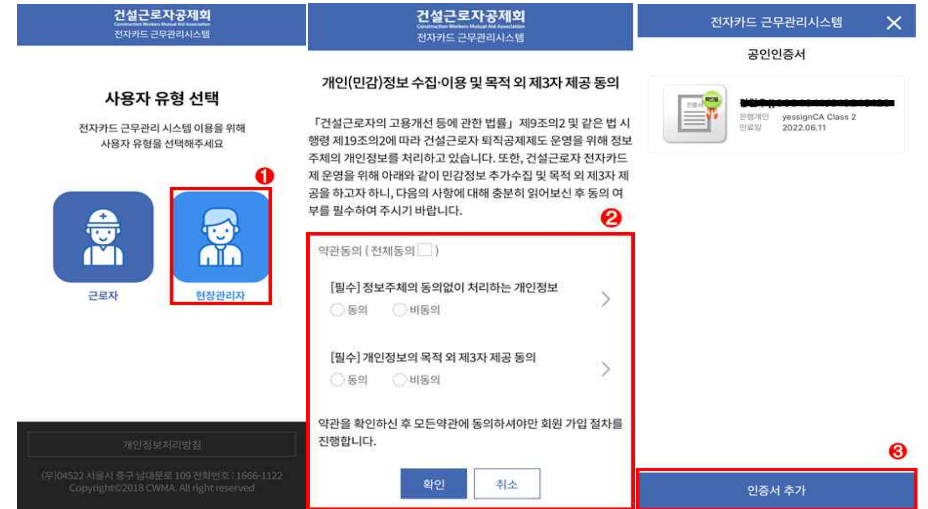 건설근로자공제회
Construction Workers Mutual Aid Association
전자카드 근무관리시스템
사용자 유형 선택
전자카드 근무관리 시스템 이용을 위해
사용자 유형을 선택해주세요
❶
근로자
현장관리자
개인정보처리방침
(우)04522 서울시 중구 남대문로 109 전화번호 : 1666-1122
Copyright©2018 CWMA. All right reserved
건설근로자공제회
Construction Workers Mutual Aid Association
전자카드 근무관리시스템
개인(민감)정보 수집·이용 및 목적 외 제3자 제공 동의
「건설근로자의 고용개선 등에 관한 법률」 제9조의2 및 같은 법 시
행령 제19조의2에 따라 건설근로자 퇴직공제제도 운영을 위해 정보
주체의 개인정보를 처리하고 있습니다. 또한, 건설근로자 전자카드
제 운영을 위해 아래와 같이 민감정보 추가수집 및 목적 외 제3자 제
공을 하고자 하니, 다음의 사항에 대해 충분히 읽어보신 후 동의 여
부를 필수하여 주시기 바랍니다.
❷
약관동의 ( 전체동의 )
[필수] 정보주체의 동의없이 처리하는 개인정보
동의 비동의
[필수] 개인정보의 목적 외 제3자 제공 동의
동의 비동의
약관을 확인하신 후 모든약관에 동의하셔야만 회원 가입 절차를
진행합니다.
확인 취소
전자카드 근무관리시스템
공인인증서
은행개인 yessignCA Class 2
만료일 2022.06.11
❸
인증서 추가